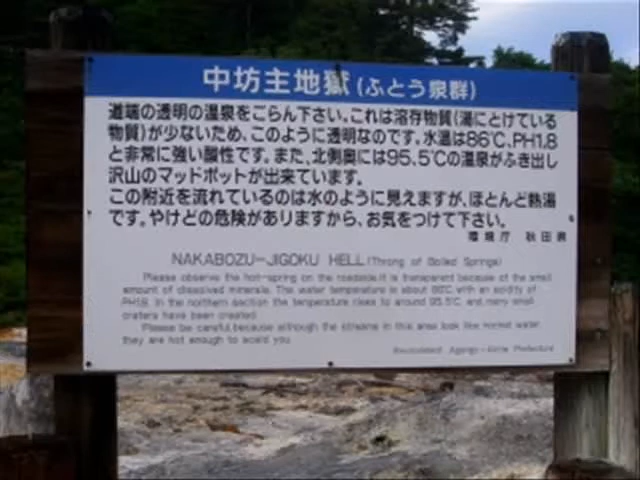 中坊主地獄(ふとう泉群)
道端の透明の温泉をごらん下さい。これは溶存物質(湯にとけている
物質)が少ないため、このように透明なのです。水温は86℃、PH1.8
と非常に強い酸性です。また、北側奥には95.5℃の温泉がふき出し
沢山のマッドポットが出来ています。
この附近を流れているのは水のように見えますが、ほとんど熱湯
です。やけどの危険がありますから、お気をつけて下さい。
環境庁 秋田県
NAKABOZU-JIGOKU HELL (Throng of Boiled Springs)
Please observe the hot-spring on the roadside.It is transparent because of the small
amount of dissolved minerals. The water temperature is about 86℃ with an acidity of
PH1.8. In the northern section the temperature rises to around 95.5℃ and many small
craters have been created.
Please be careful,because although the streams in this area look like normal water
they are hot enough to scald you.
Environment Agency-Akita Prefecture